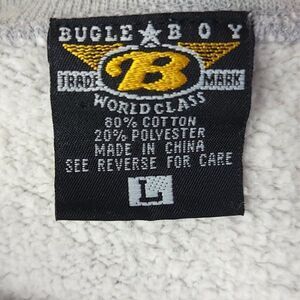 BUGLE BOY
TRADE B MARK
WORLD CLASS
80% COTTON
20% POLYESTER
MADE IN CHINA
SEE REVERSE FOR CARE
L